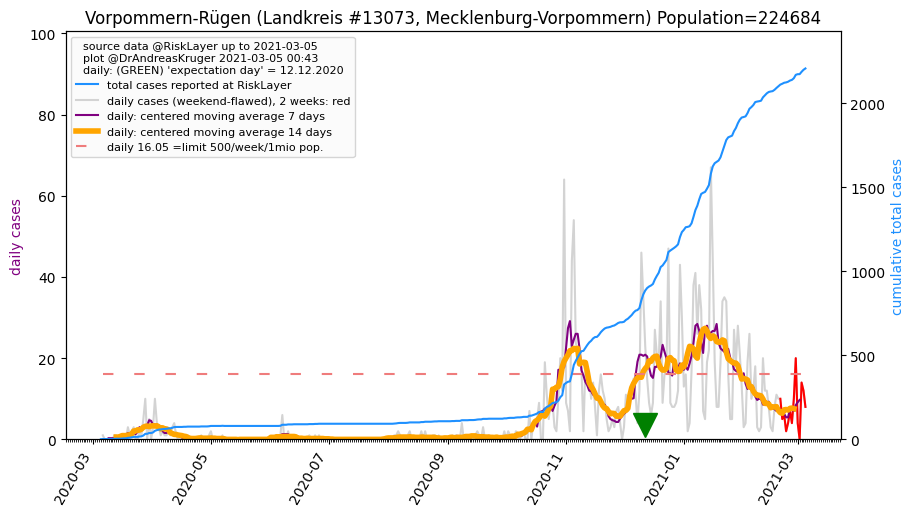 Vorpommern-Rügen (Landkreis #13073, Mecklenburg-Vorpommern) Population=224684
source data @RiskLayer up to 2021-03-05
plot @DrAndreasKruger 2021-03-05 00:43
daily: (GREEN) 'expectation day' = 12.12.2020
total cases reported at RiskLayer
daily cases (weekend-flawed), 2 weeks: red
daily: centered moving average 7 days
daily: centered moving average 14 days
daily 16.05 =limit 500/week/1mio pop.
daily cases
100
80
60
40
20
0
cumulative total cases
2000
1500
1000
500
0
2020-03
2020-05
2020-07
2020-09
2020-11
2021-01
2021-03